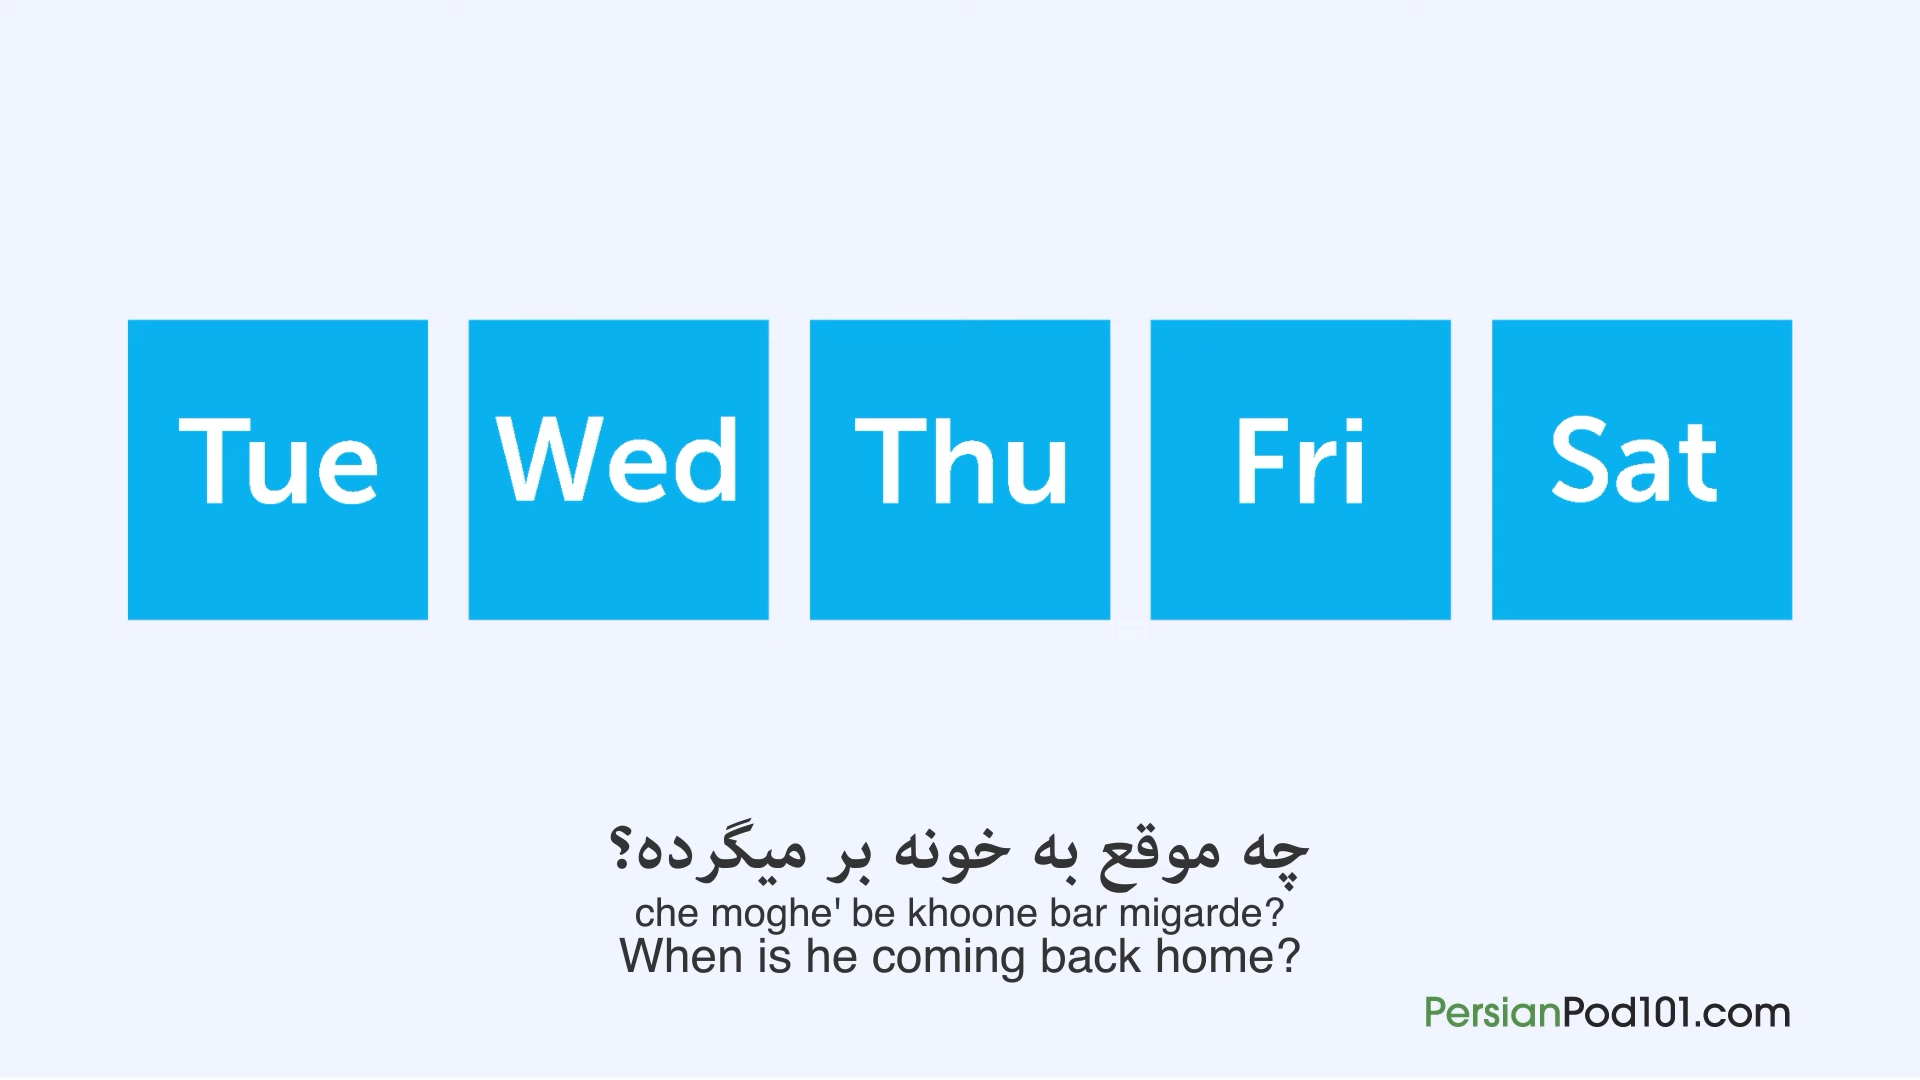 Tue Wed Thu Fri Sat
چه موقع به خونه بر میگرده؟
che moghe' be khoone bar migarde?
When is he coming back home?
PersianPod101.com